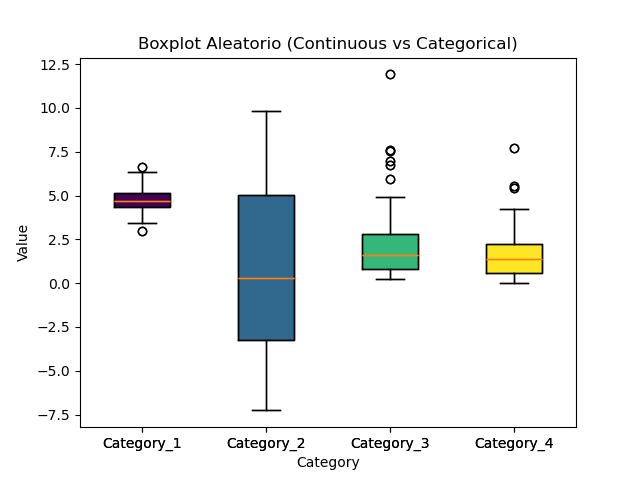 Boxplot Aleatorio (Continuous vs Categorical)
12.5
10.0
7.5
5.0
2.5
0.0
−2.5
−5.0
−7.5
Value
Category_1 Category_2 Category_3 Category_4
Category